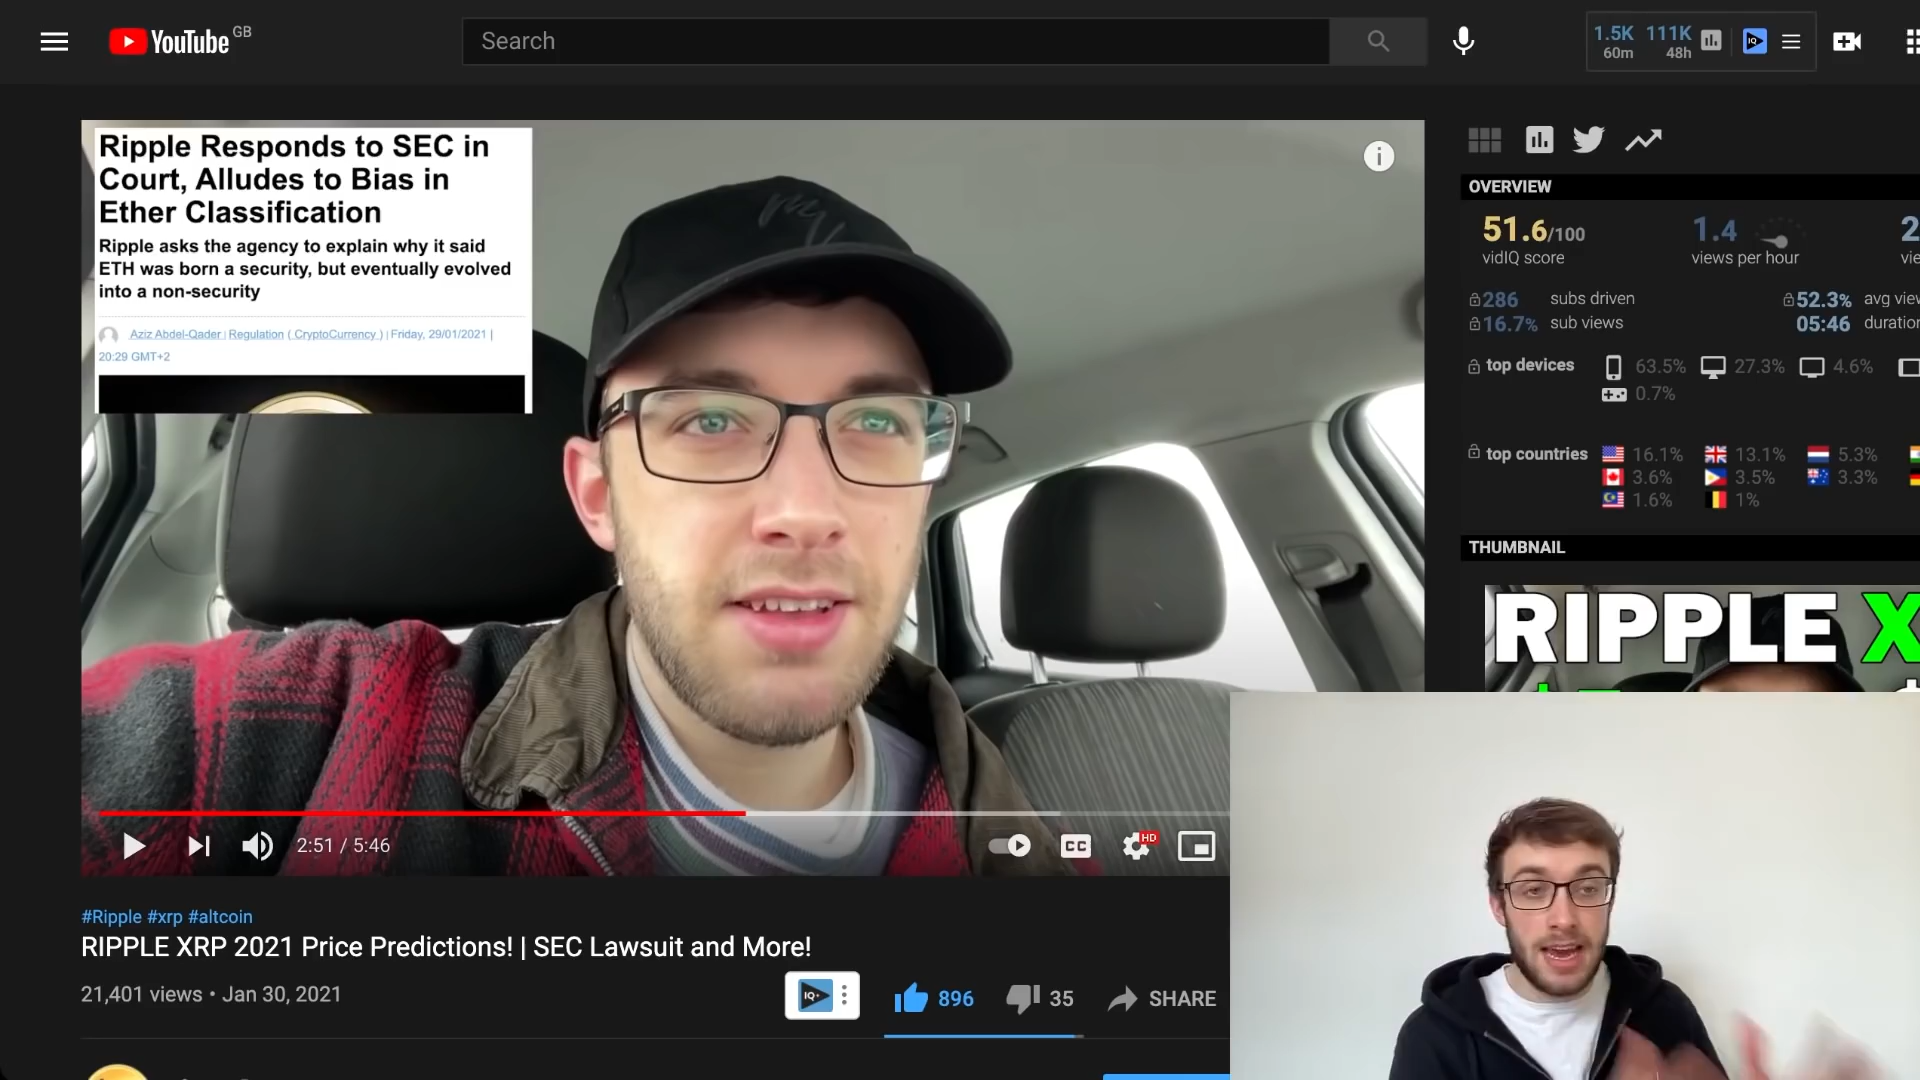 YouTube GB
Search
1.5K 111K
60m 48h
Ripple Responds to SEC in
Court, Alludes to Bias in
Ether Classification
Ripple asks the agency to explain why it said
ETH was born a security, but eventually evolved
into a non-security
Aziz Abdel-Qader | Regulation ( CryptoCurrency ) | Friday, 29/01/2021 |
20:29 GMT+2
i
OVERVIEW
51.6/100 1.4 2
vidIQ score views per hour vie
286 subs driven 52.3% avg view
16.7% sub views 05:46 duration
top devices 63.5% 27.3% 4.6%
0.7%
top countries 16.1% 13.1% 5.3%
3.6% 3.5% 3.3%
1.6% 1%
THUMBNAIL
RIPPLE X
2:51 / 5:46
CC
HD
#Ripple #xrp #altcoin
RIPPLE XRP 2021 Price Predictions! | SEC Lawsuit and More!
21,401 views • Jan 30, 2021
IQ 896 35 SHARE